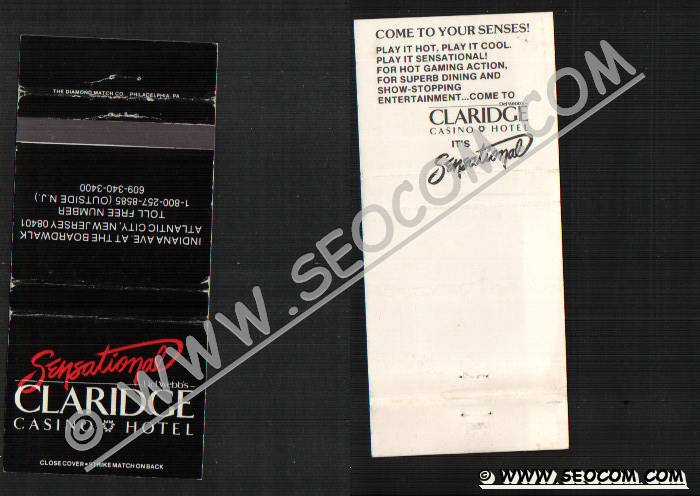 THE DIAMOND MATCH CO., PHILADELPHIA, PA
INDIANA AVE AT THE BOARDWALK
ATLANTIC CITY, NEW JERSEY 08401
TOLL FREE NUMBER
1-800-257-8585 (OUTSIDE N.J.)
609-340-3400
Sensational
Del Webb's
CLARIDGE
CASINO HOTEL
CLOSE COVER • STRIKE MATCH ON BACK
COME TO YOUR SENSES!
PLAY IT HOT, PLAY IT COOL.
PLAY IT SENSATIONAL!
FOR HOT GAMING ACTION,
FOR SUPERB DINING AND
SHOW-STOPPING
ENTERTAINMENT...COME TO
Del Webb's
CLARIDGE
CASINO HOTEL
IT'S
Sensational
© WWW.SEOCOM.COM
© WWW.SEOCOM.COM